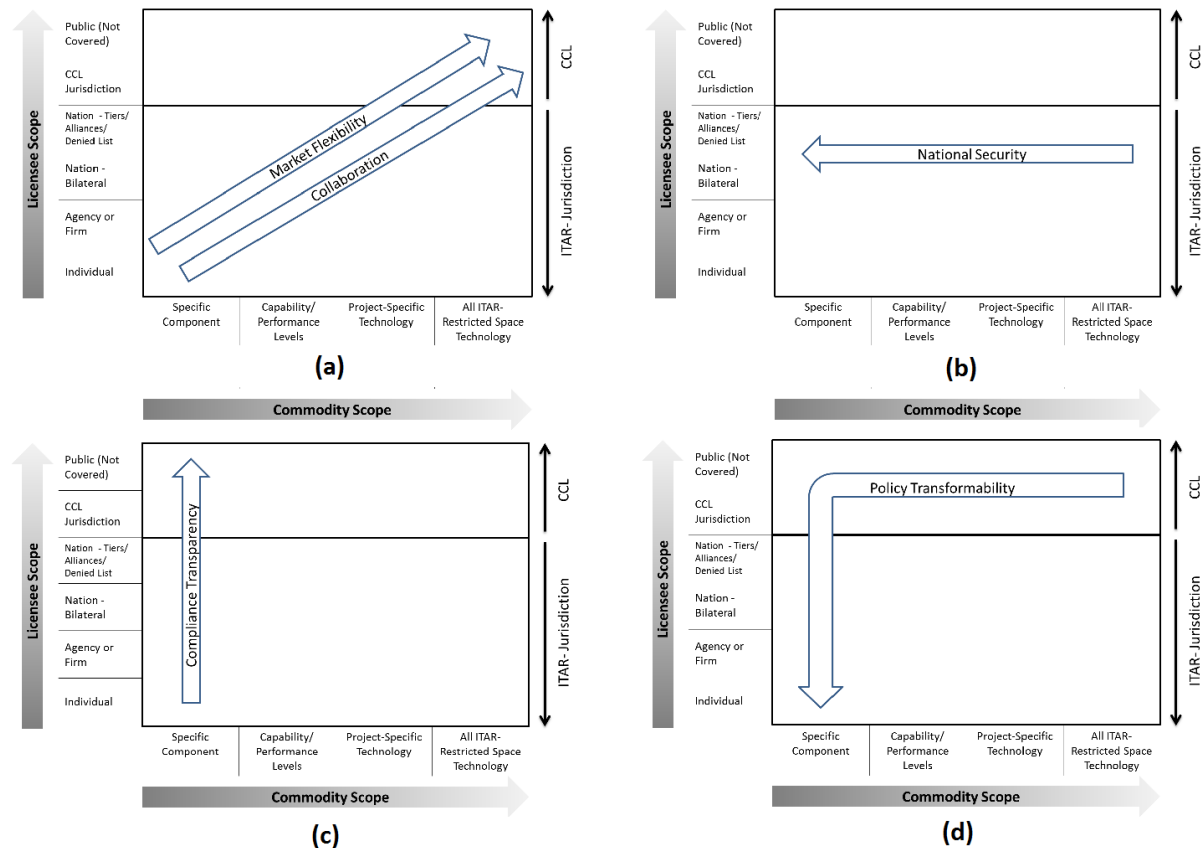 Licensee Scope
Public (Not
Covered)
CCL
Jurisdiction
Nation - Tiers/
Alliances/
Denied List
Nation -
Bilateral
Agency or
Firm
Individual
Market Flexibility
Collaboration
CCL
ITAR- Jurisdiction
Specific
Component
Capability/
Performance
Levels
Project-Specific
Technology
All ITAR-
Restricted Space
Technology
(a)
Commodity Scope
Licensee Scope
Public (Not
Covered)
CCL
Jurisdiction
Nation - Tiers/
Alliances/
Denied List
Nation -
Bilateral
Agency or
Firm
Individual
National Security
CCL
ITAR- Jurisdiction
Specific
Component
Capability/
Performance
Levels
Project-Specific
Technology
All ITAR-
Restricted Space
Technology
(b)
Commodity Scope
Licensee Scope
Public (Not
Covered)
CCL
Jurisdiction
Nation - Tiers/
Alliances/
Denied List
Nation -
Bilateral
Agency or
Firm
Individual
Compliance Transparency
CCL
ITAR- Jurisdiction
Specific
Component
Capability/
Performance
Levels
Project-Specific
Technology
All ITAR-
Restricted Space
Technology
Commodity Scope
(c)
Licensee Scope
Public (Not
Covered)
CCL
Jurisdiction
Nation - Tiers/
Alliances/
Denied List
Nation -
Bilateral
Agency or
Firm
Individual
Policy Transformability
CCL
ITAR- Jurisdiction
Specific
Component
Capability/
Performance
Levels
Project-Specific
Technology
All ITAR-
Restricted Space
Technology
Commodity Scope
(d)